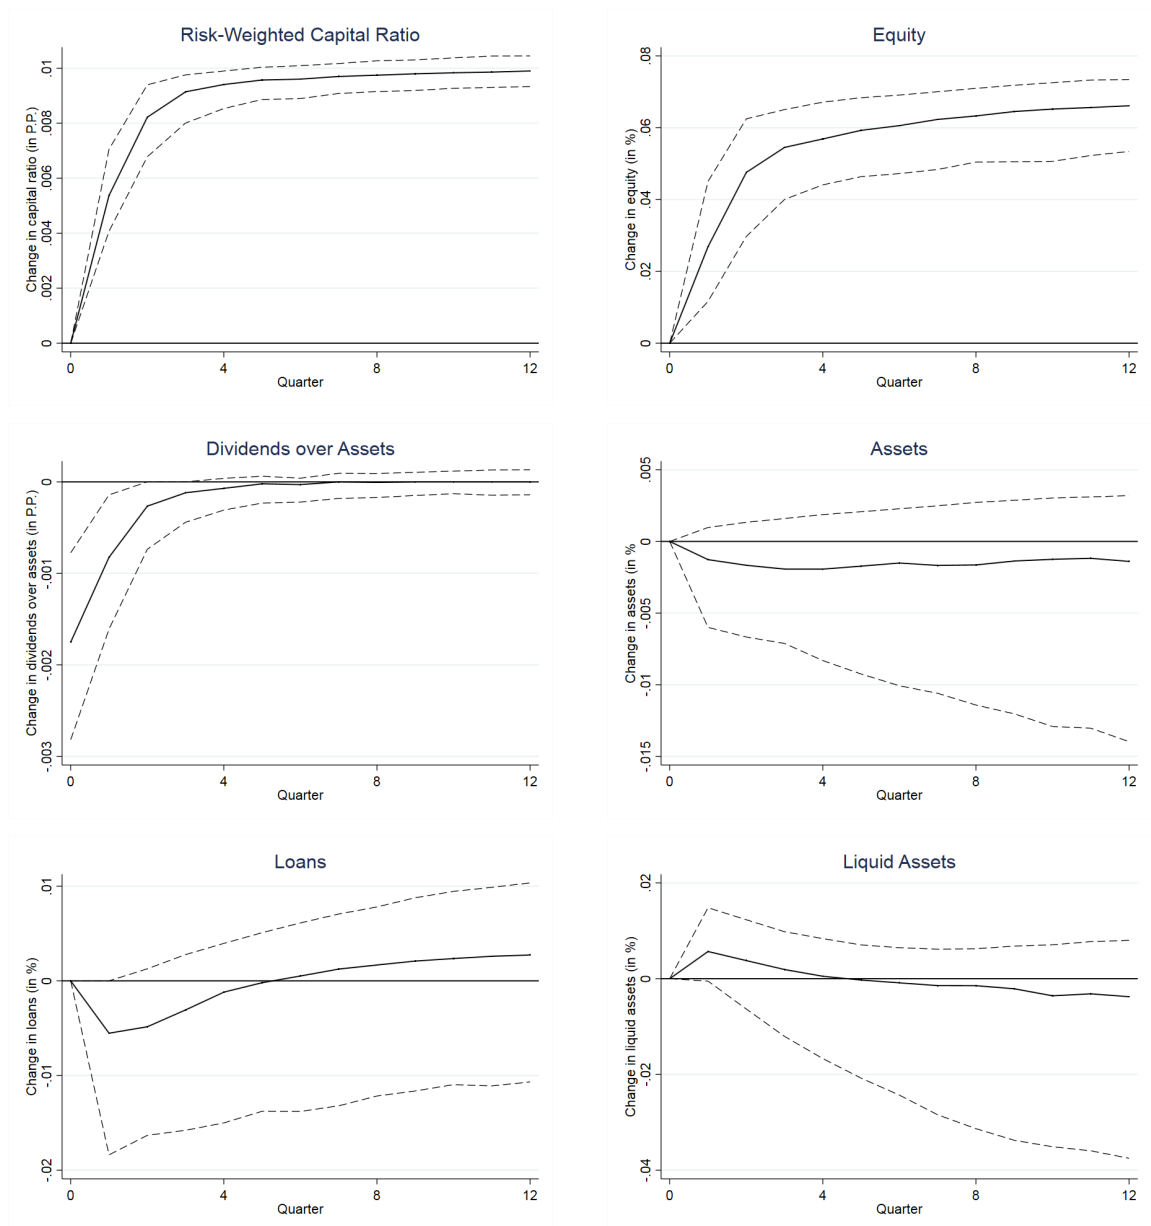 Risk-Weighted Capital Ratio
Change in capital ratio (in P.P.)
.01
.008
.006
.004
.002
0
0 4 8 12
Quarter
Equity
Change in equity (in %)
.08
.06
.04
.02
0
0 4 8 12
Quarter
Dividends over Assets
Change in dividends over assets (in P.P.)
0
-.001
-.002
-.003
0 4 8 12
Quarter
Assets
Change in assets (in %
.005
0
-.005
-.01
-.015
0 4 8 12
Quarter
Loans
Change in loans (in %)
.01
0
-.01
-.02
0 4 8 12
Quarter
Liquid Assets
Change in liquid assets (in %)
.02
0
-.02
-.04
0 4 8 12
Quarter